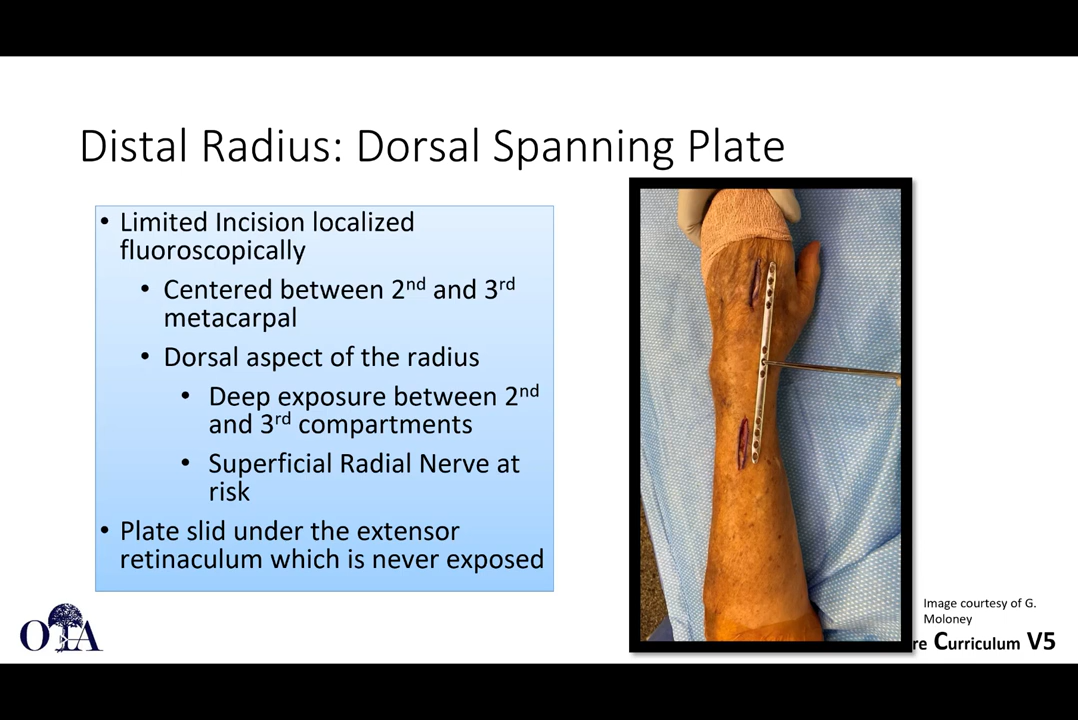 Distal Radius: Dorsal Spanning Plate
• Limited Incision localized
fluoroscopically
• Centered between 2nd and 3rd
metacarpal
• Dorsal aspect of the radius
• Deep exposure between 2nd
and 3rd compartments
• Superficial Radial Nerve at
risk
• Plate slid under the extensor
retinaculum which is never exposed
Image courtesy of G.
Moloney
OTA
re Curriculum V5